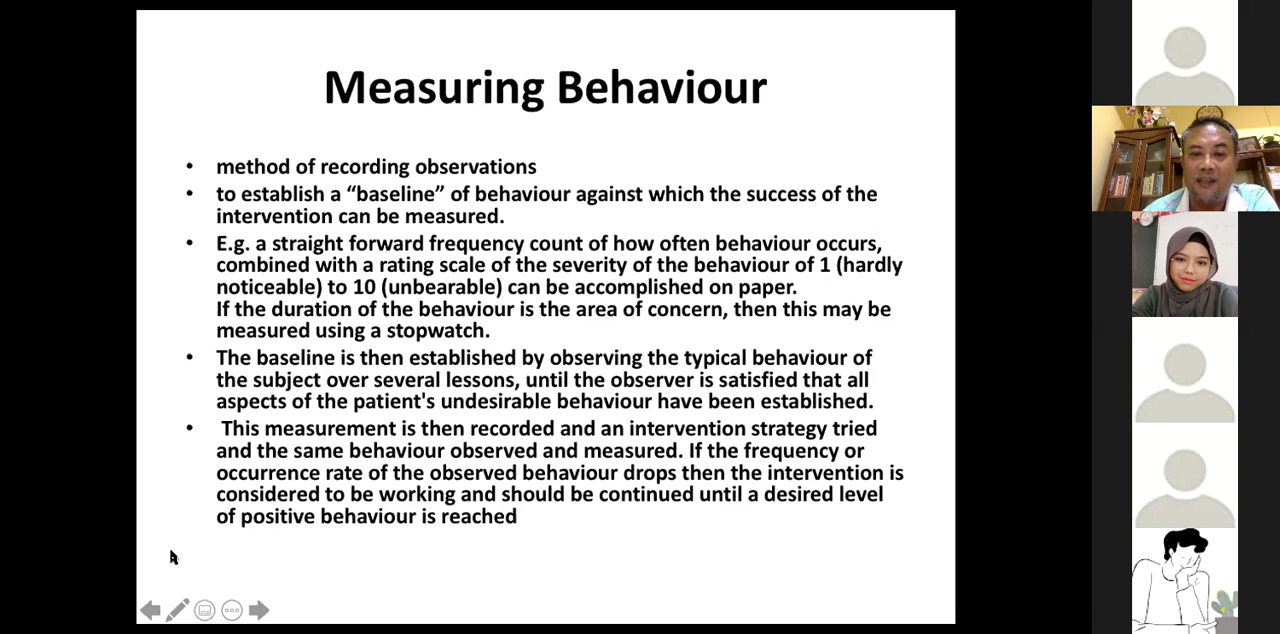 Measuring Behaviour
• method of recording observations
• to establish a “baseline” of behaviour against which the success of the
intervention can be measured.
• E.g. a straight forward frequency count of how often behaviour occurs,
combined with a rating scale of the severity of the behaviour of 1 (hardly
noticeable) to 10 (unbearable) can be accomplished on paper.
If the duration of the behaviour is the area of concern, then this may be
measured using a stopwatch.
• The baseline is then established by observing the typical behaviour of
the subject over several lessons, until the observer is satisfied that all
aspects of the patient's undesirable behaviour have been established.
• This measurement is then recorded and an intervention strategy tried
and the same behaviour observed and measured. If the frequency or
occurrence rate of the observed behaviour drops then the intervention is
considered to be working and should be continued until a desired level
of positive behaviour is reached